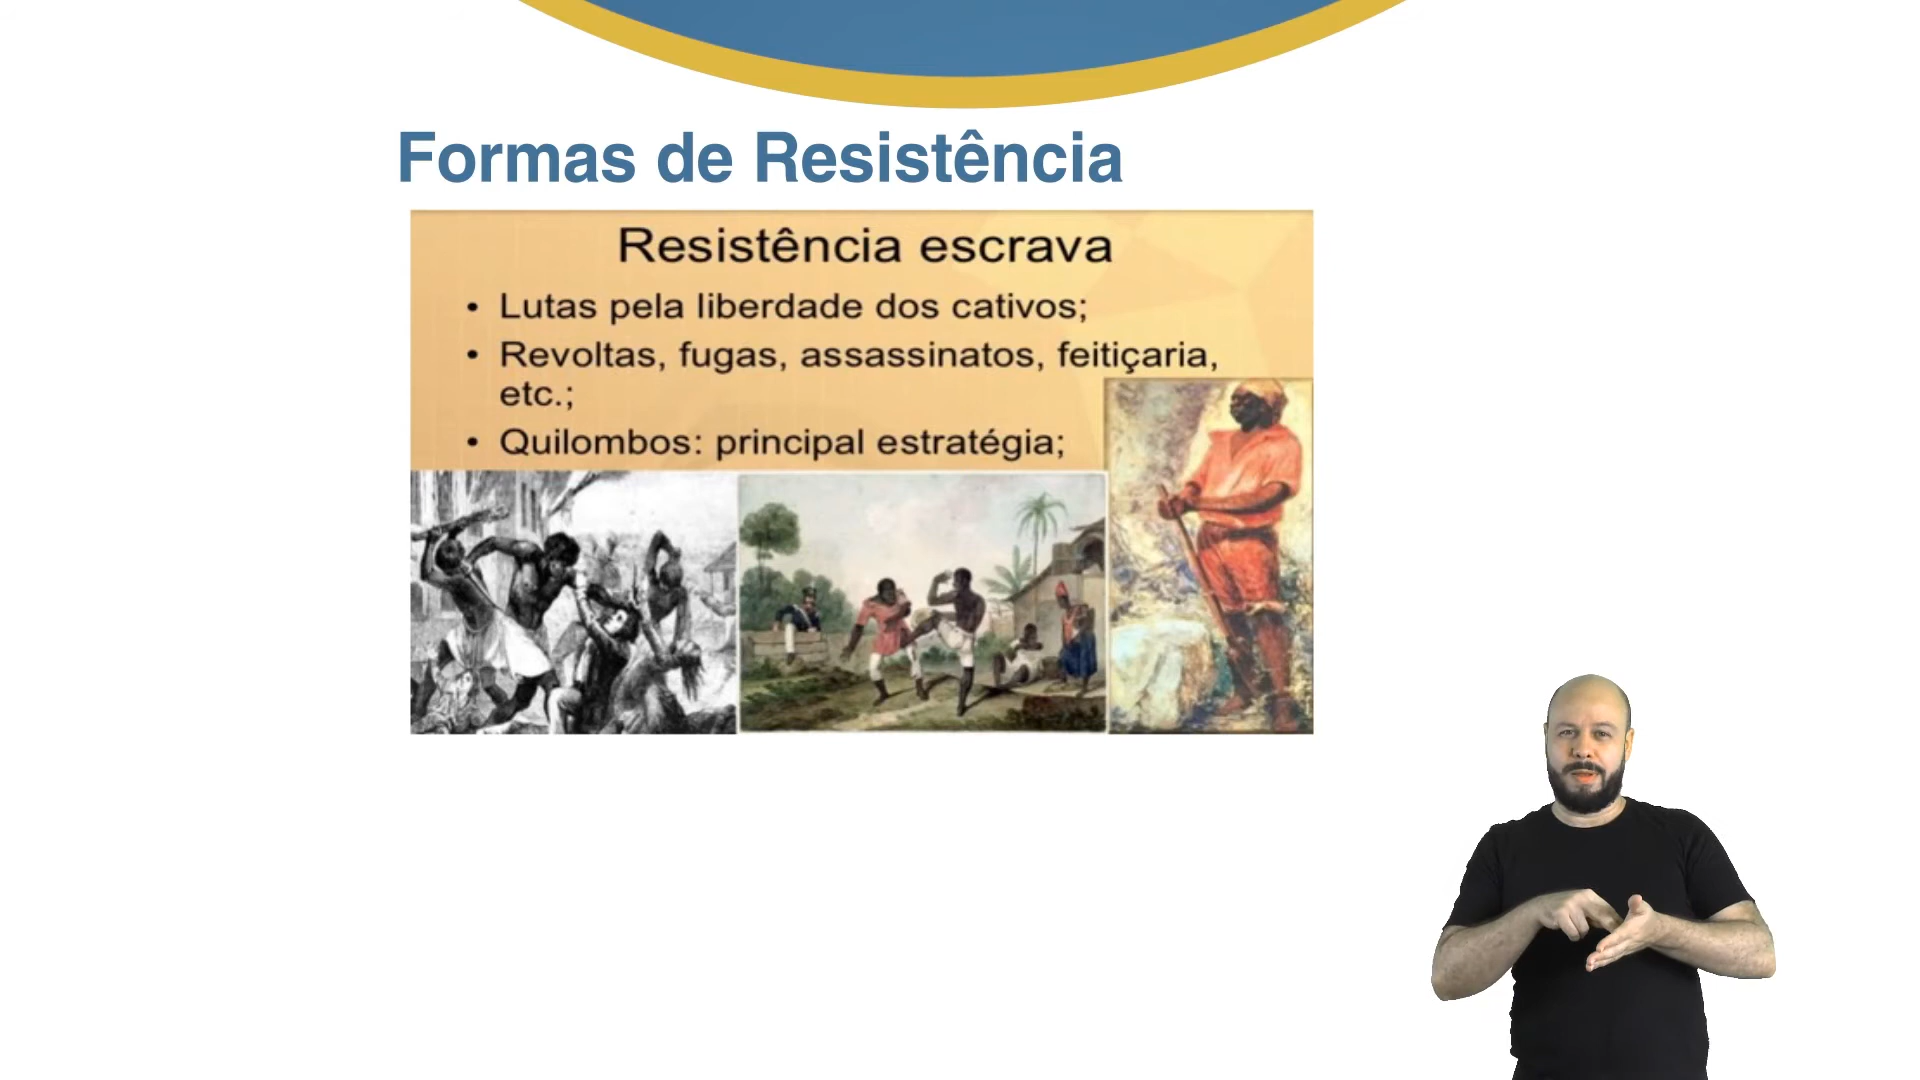 Formas de Resistência
Resistência escrava
• Lutas pela liberdade dos cativos;
• Revoltas, fugas, assassinatos, feitiçaria,
etc.;
• Quilombos: principal estratégia;